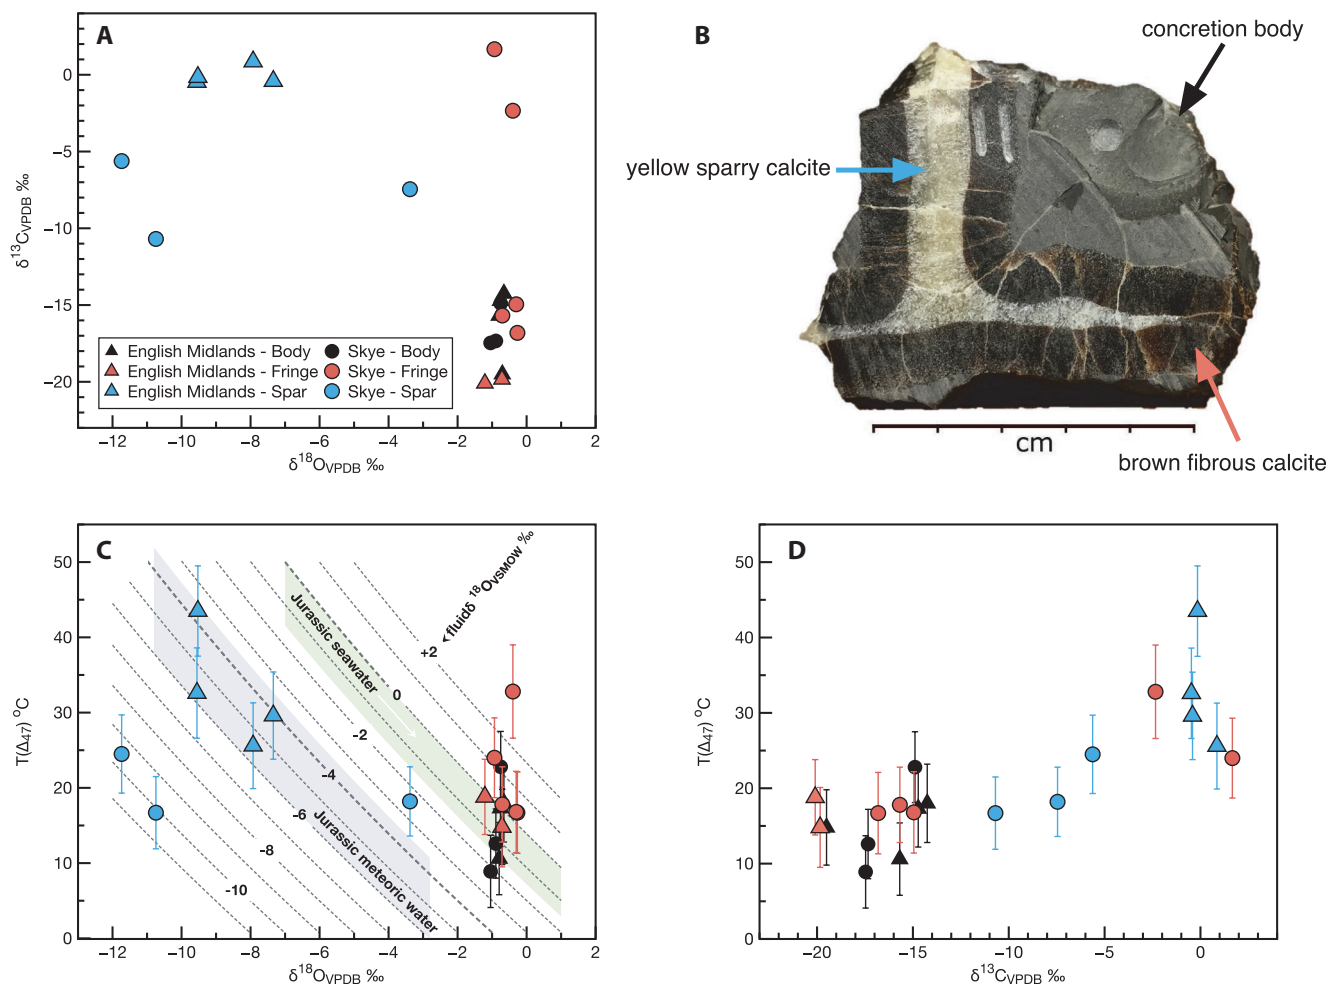 A
δ13CVPDB ‰
0
−5
−10
−15
−20
English Midlands - Body
Skye - Body
English Midlands - Fringe
Skye - Fringe
English Midlands - Spar
Skye - Spar
−12 −10 −8 −6 −4 −2 0 2
δ18OVPDB ‰
B
concretion body
yellow sparry calcite
cm
brown fibrous calcite
C
T(Δ47) oC
50
40
30
20
10
0
fluidδ 18OVSMOW ‰
Jurassic seawater
+2
0
-2
-4
-6
-8
-10
Jurassic meteoric water
−12 −10 −8 −6 −4 −2 0 2
δ18OVPDB ‰
D
T(Δ47) oC
50
40
30
20
10
0
−20 −15 −10 −5 0
δ13CVPDB ‰